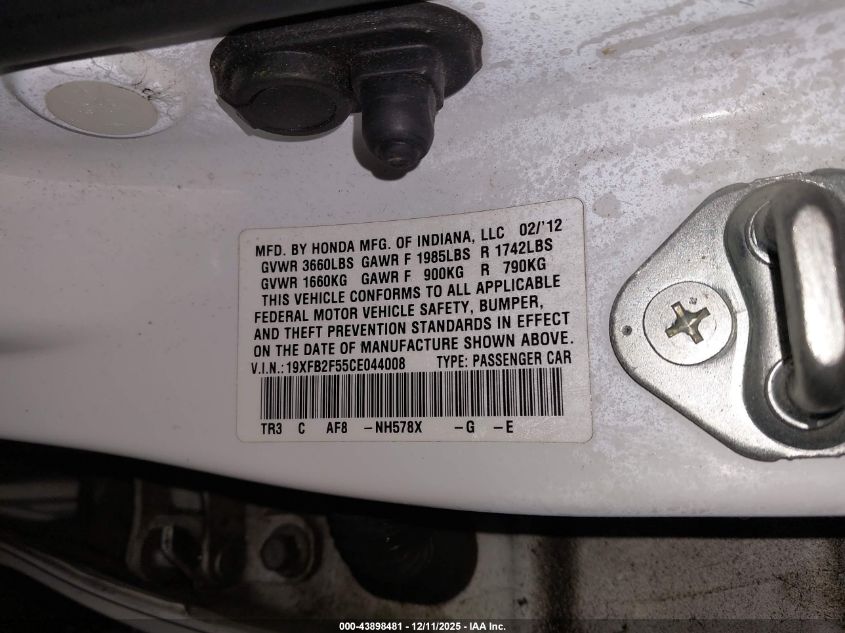 MFD. BY HONDA MFG. OF INDIANA, LLC 02/'12
GVWR 3660LBS GAWR F 1985LBS R 1742LBS
GVWR 1660KG GAWR F 900KG R 790KG
THIS VEHICLE CONFORMS TO ALL APPLICABLE
FEDERAL MOTOR VEHICLE SAFETY, BUMPER,
AND THEFT PREVENTION STANDARDS IN EFFECT
ON THE DATE OF MANUFACTURE SHOWN ABOVE.
V.I.N.:19XFB2F55CE044008 TYPE: PASSENGER CAR
TR3 C AF8 -NH578X -G -E
000-43898481 - 12/11/2025 - IAA Inc.